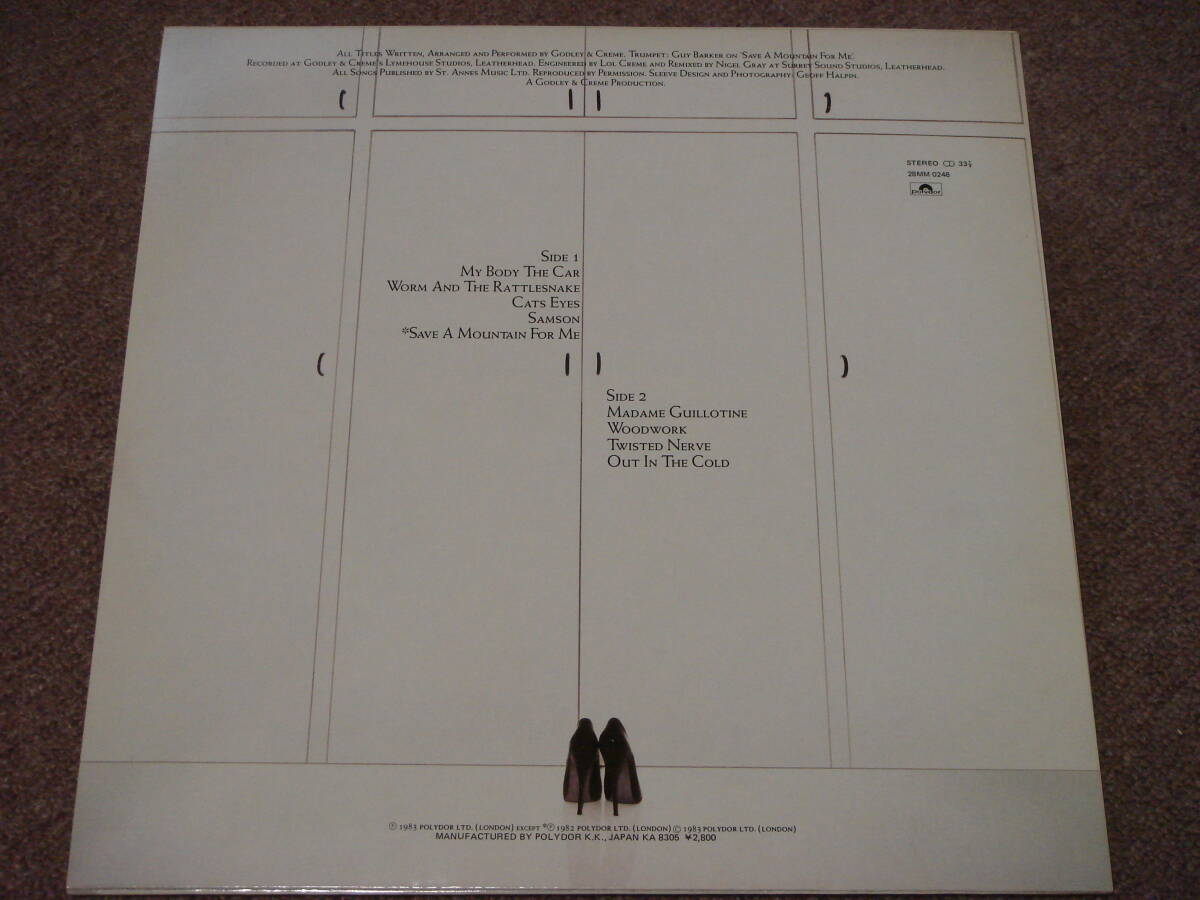 All Titles Written, Arranged and Performed by Godley & Creme. Trumpet: Guy Barker on 'Save A Mountain For Me'.
Recorded at Godley & Creme's Lymehouse Studios, Leatherhead. Engineered by Lol Creme and Remixed by Nigel Gray at Surrey Sound Studios, Leatherhead.
All Songs Published by St. Annes Music Ltd. Reproduced by Permission. Sleeve Design and Photography: Geoff Halpin.
A Godley & Creme Production.
STEREO 33⅓
28MM 0246
polydor
Side 1
My Body The Car
Worm And The Rattlesnake
Cats Eyes
Samson
*Save A Mountain For Me
Side 2
Madame Guillotine
Woodwork
Twisted Nerve
Out In The Cold
Ⓟ 1983 POLYDOR LTD. (LONDON) EXCEPT *Ⓟ 1982 POLYDOR LTD. (LONDON) © 1983 POLYDOR LTD. (LONDON)
MANUFACTURED BY POLYDOR K.K., JAPAN KA 8305 ¥2,800